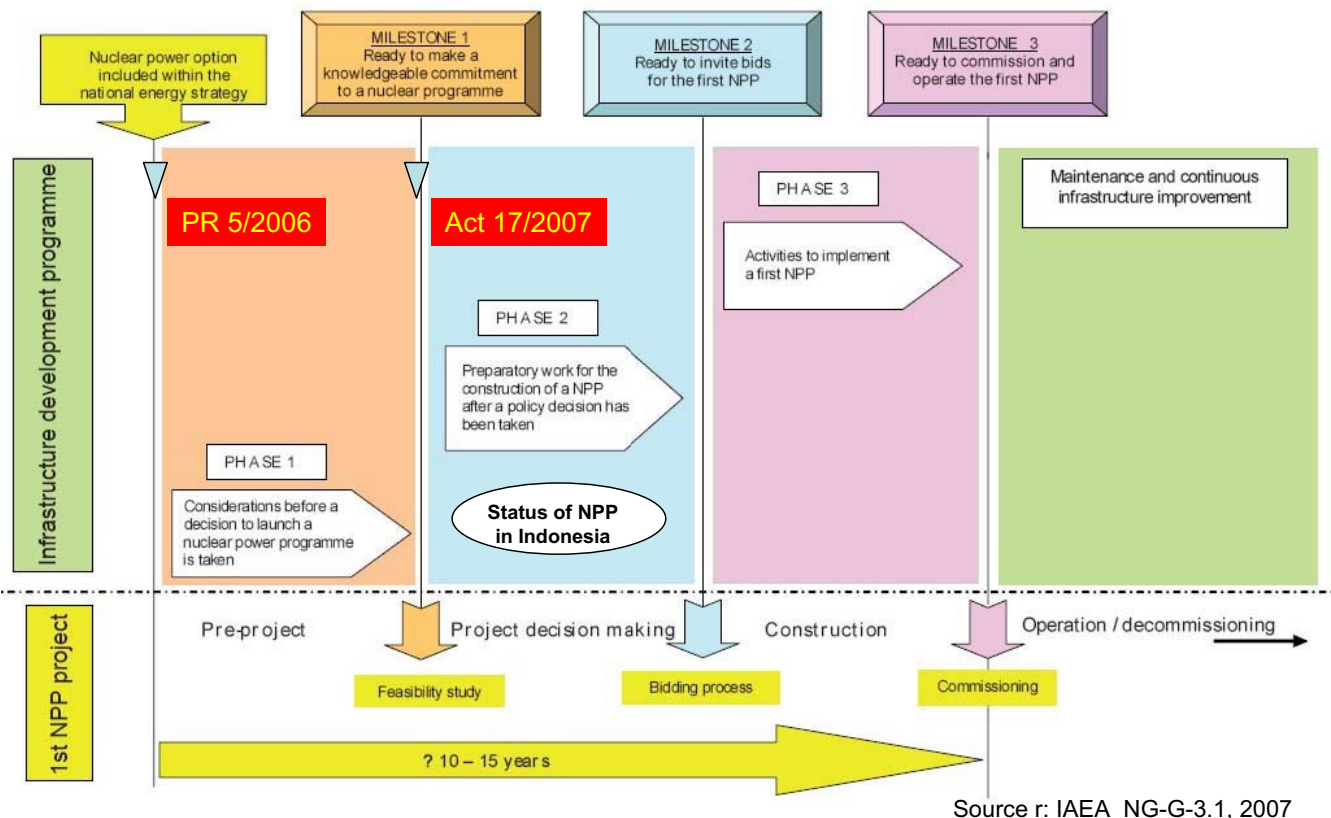 Nuclear power option
included within the
national energy strategy
MILESTONE 1
Ready to make a
knowledgeable commitment
to a nuclear programme
MILESTONE 2
Ready to invite bids
for the first NPP
MILESTONE 3
Ready to commission and
operate the first NPP
Infrastructure development programme
PR 5/2006
Act 17/2007
PHASE 1
Considerations before a
decision to launch a
nuclear power programme
is taken
PHASE 2
Preparatory work for the
construction of a NPP
after a policy decision has
been taken
Status of NPP
in Indonesia
PHASE 3
Activities to implement
a first NPP
Maintenance and continuous
infrastructure improvement
1st NPP project
Pre-project
Project decision making
Construction
Operation / decommissioning
Feasibility study
Bidding process
Commissioning
? 10 – 15 years
Source r: IAEA NG-G-3.1, 2007